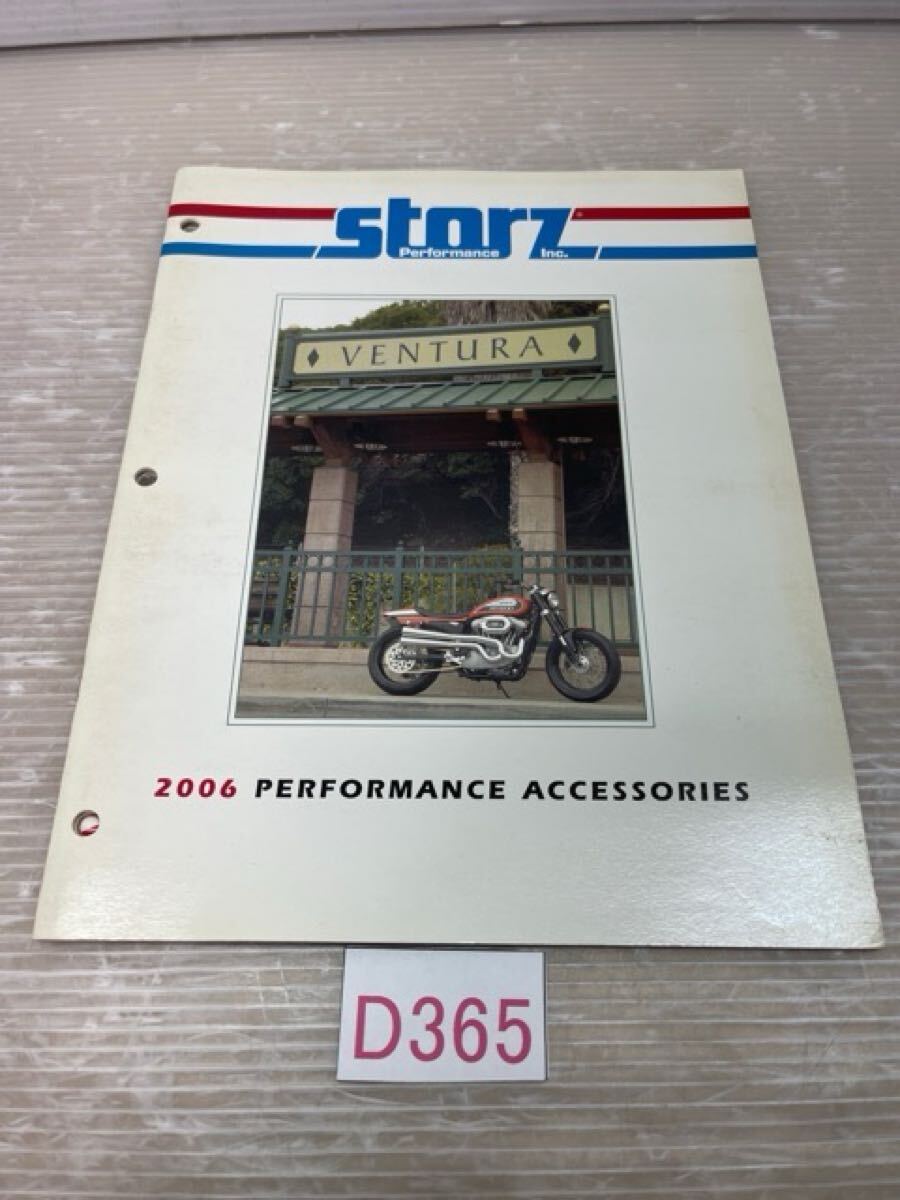 storz®
Performance Inc.
VENTURA
2006 PERFORMANCE ACCESSORIES
D365